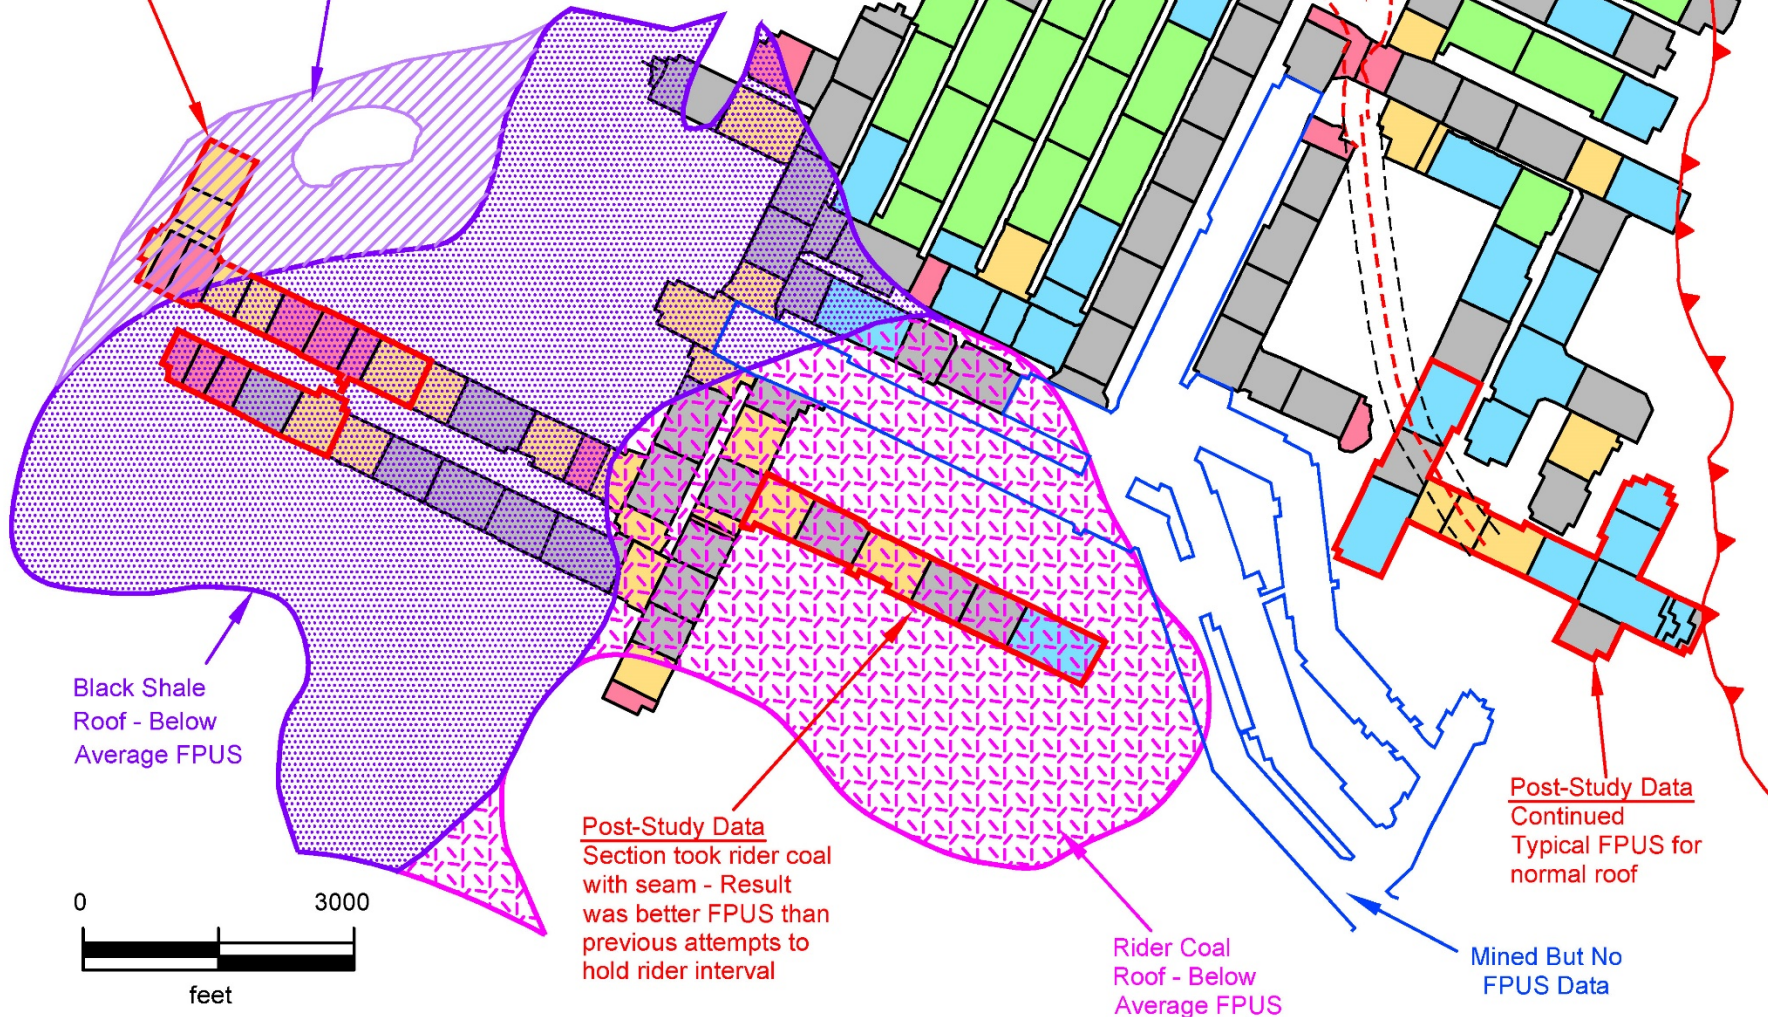 Black Shale
Roof - Below
Average FPUS
0
3000
feet
Post-Study Data
Section took rider coal
with seam - Result
was better FPUS than
previous attempts to
hold rider interval
Rider Coal
Roof - Below
Average FPUS
Mined But No
FPUS Data
Post-Study Data
Continued
Typical FPUS for
normal roof